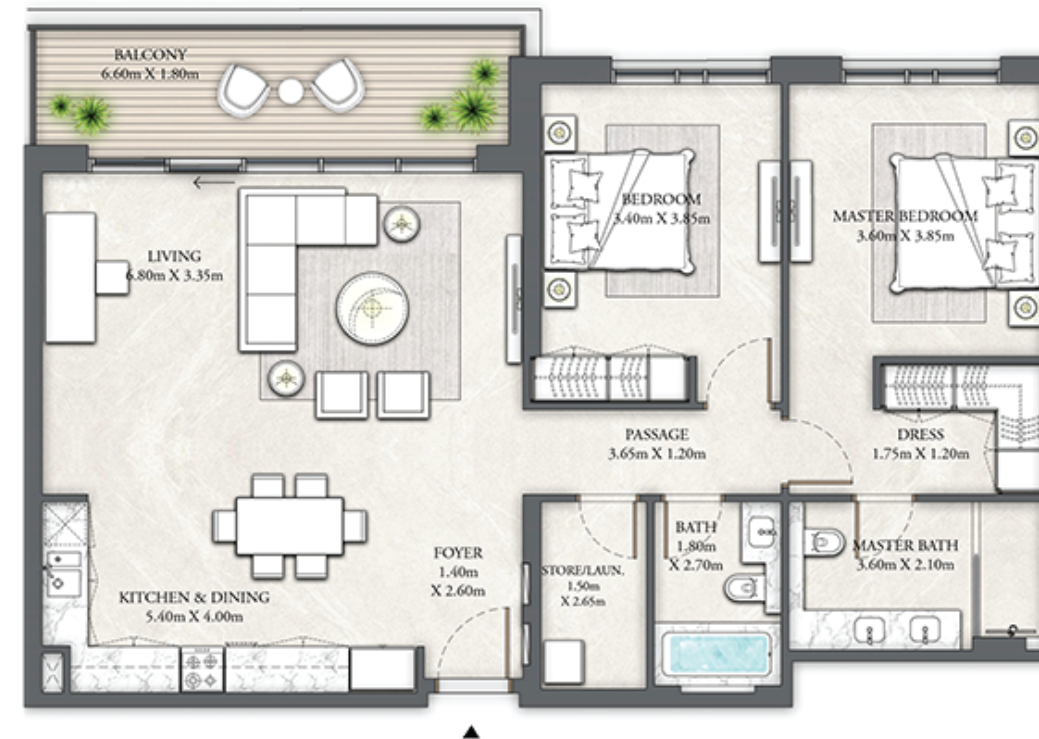 BALCONY
6.60m X 1.80m
BEDROOM
3.40m X 3.85m
MASTER BEDROOM
3.60m X 3.85m
LIVING
6.80m X 3.35m
PASSAGE
3.65m X 1.20m
DRESS
1.75m X 1.20m
FOYER
1.40m
X 2.60m
STORE/LAUN.
1.50m
X 2.65m
BATH
1.80m
X 2.70m
MASTER BATH
3.60m X 2.10m
KITCHEN & DINING
5.40m X 4.00m